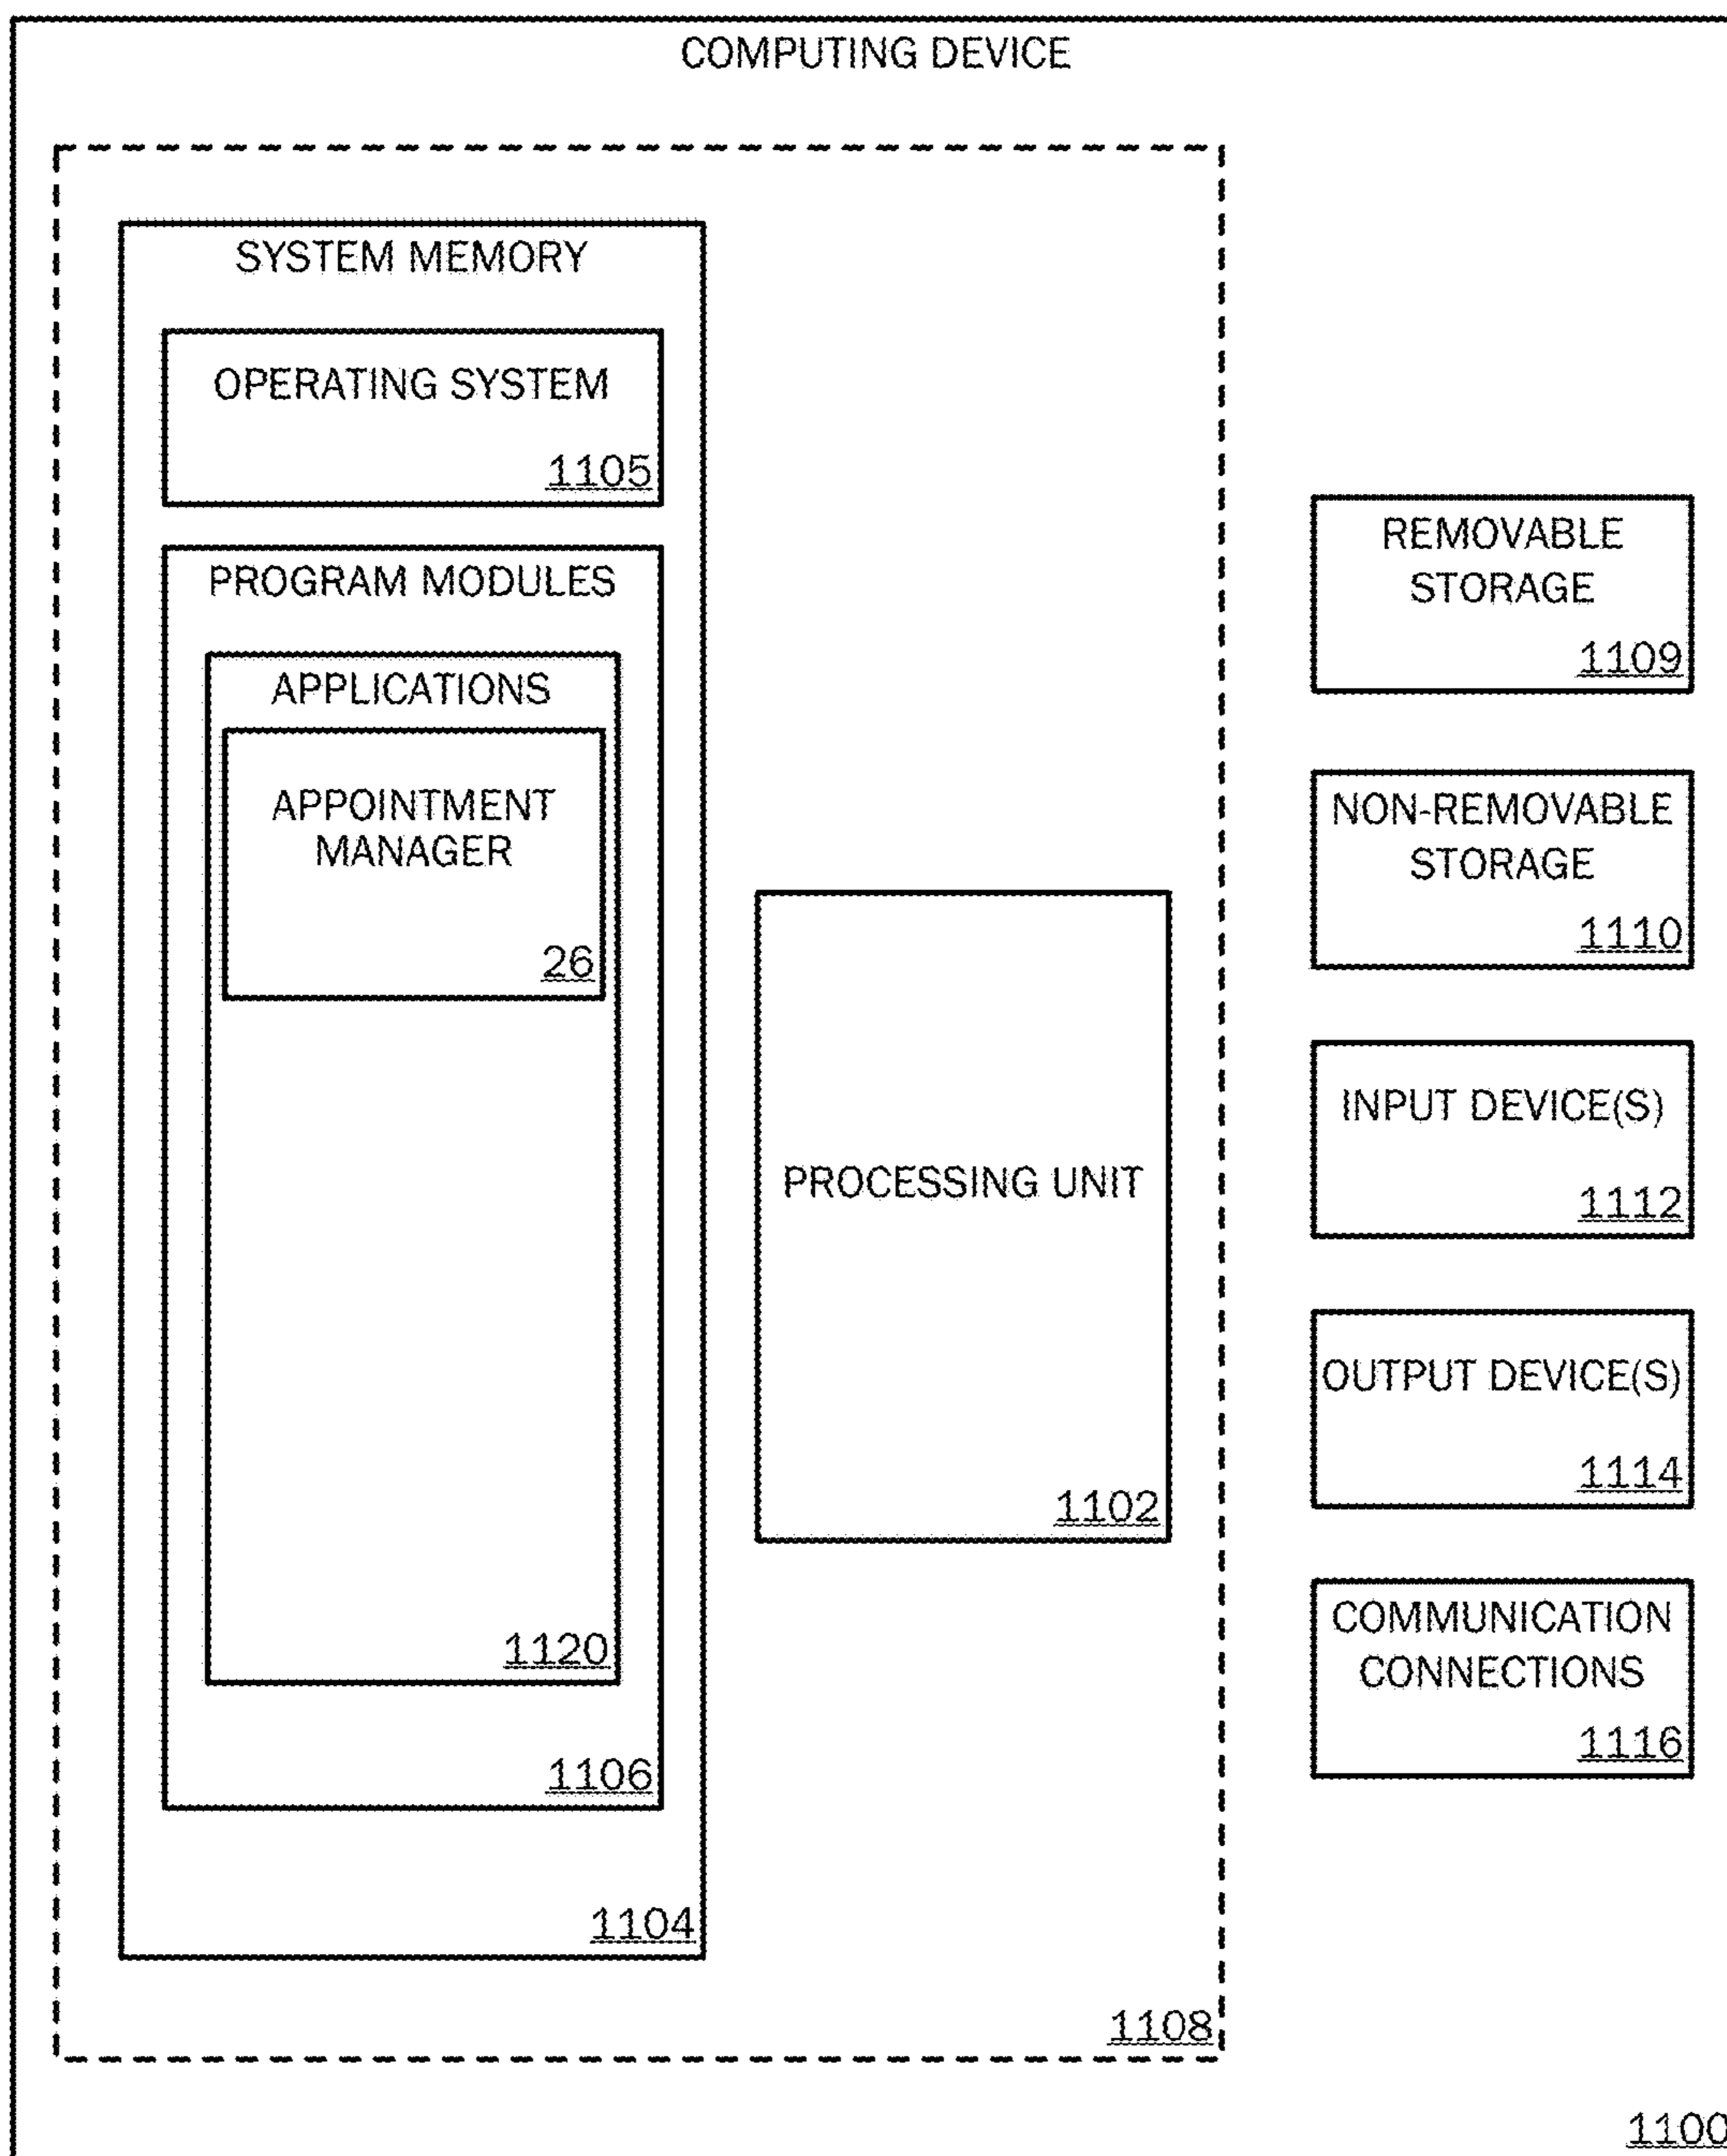 COMPUTING DEVICE
SYSTEM MEMORY
OPERATING SYSTEM
1105
PROGRAM MODULES
APPLICATIONS
APPOINTMENT
MANAGER
26
1120
1106
1104
PROCESSING UNIT
1102
1108
REMOVABLE
STORAGE
1109
NON-REMOVABLE
STORAGE
1110
INPUT DEVICE(S)
1112
OUTPUT DEVICE(S)
1114
COMMUNICATION
CONNECTIONS
1116
1100